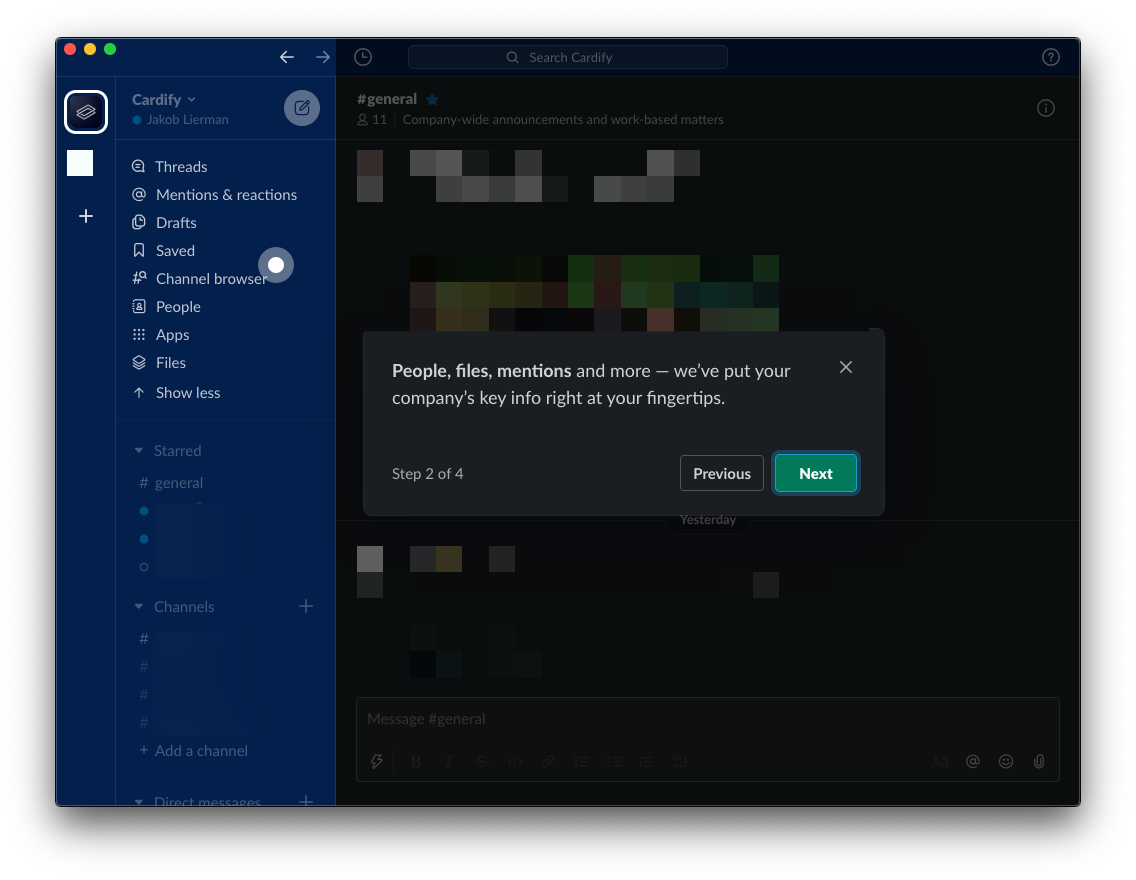 Search Cardify
Cardify
Jakob Lierman
#general
11 | Company-wide announcements and work-based matters
Threads
Mentions & reactions
Drafts
Saved
Channel browser
People
Apps
Files
Show less
Starred
# general
Channels
#
#
#
#
+ Add a channel
Direct messages
People, files, mentions and more — we’ve put your
company’s key info right at your fingertips.
Step 2 of 4
Previous
Next
Yesterday
Message #general
B I S
Aa @